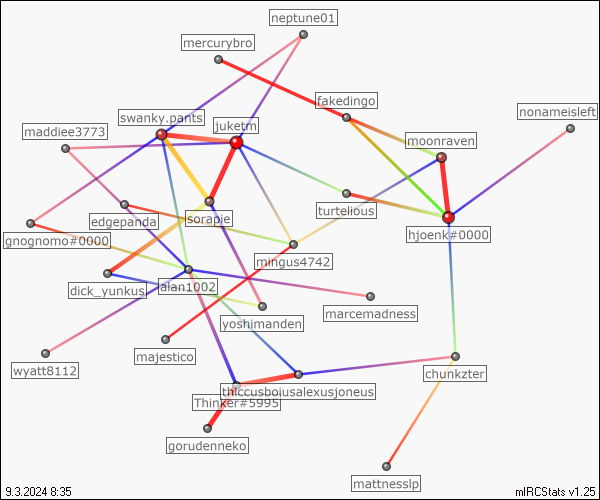 neptune01
mercurybro
fakedingo
nonameisleft
swanky.pants
juketm
maddiee3773
moonraven
edgepanda
isorapie
turtelious
gnognomo#0000
hjoenk#0000
mingus4742
dick_yunkus
alan1002
yoshimanden
marcemadness
majestico
wyatt8112
chunkzter
thiccusboiusalexusjoneus
Thinker#5995
gorudenneko
mattnesslp
9.3.2024 8:35
mIRCStats v1.25